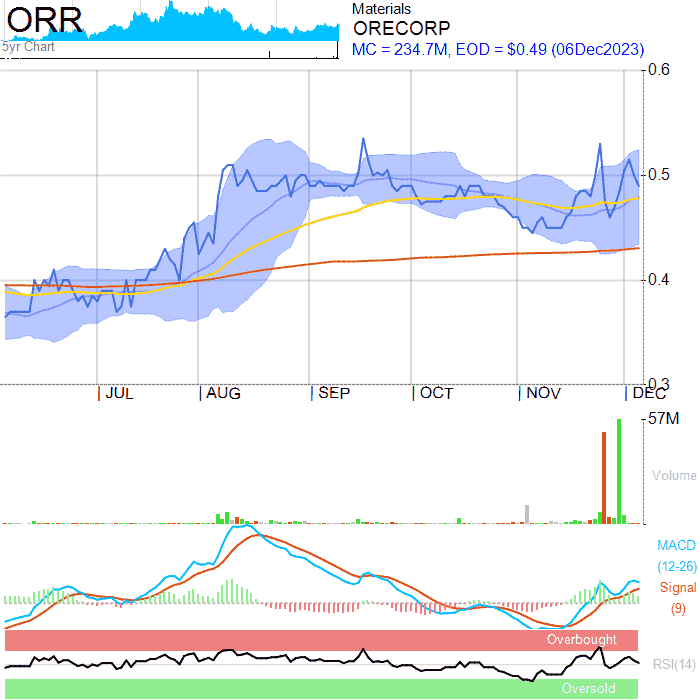 ORR
5yr Chart
Materials
ORECORP
MC = 234.7M, EOD = $0.49 (06Dec2023)
0.6
0.5
0.4
0.3
JUL AUG SEP OCT NOV DEC
57M
Volume
MACD
(12-26)
Signal
(9)
Overbought
RSI(14)
Oversold